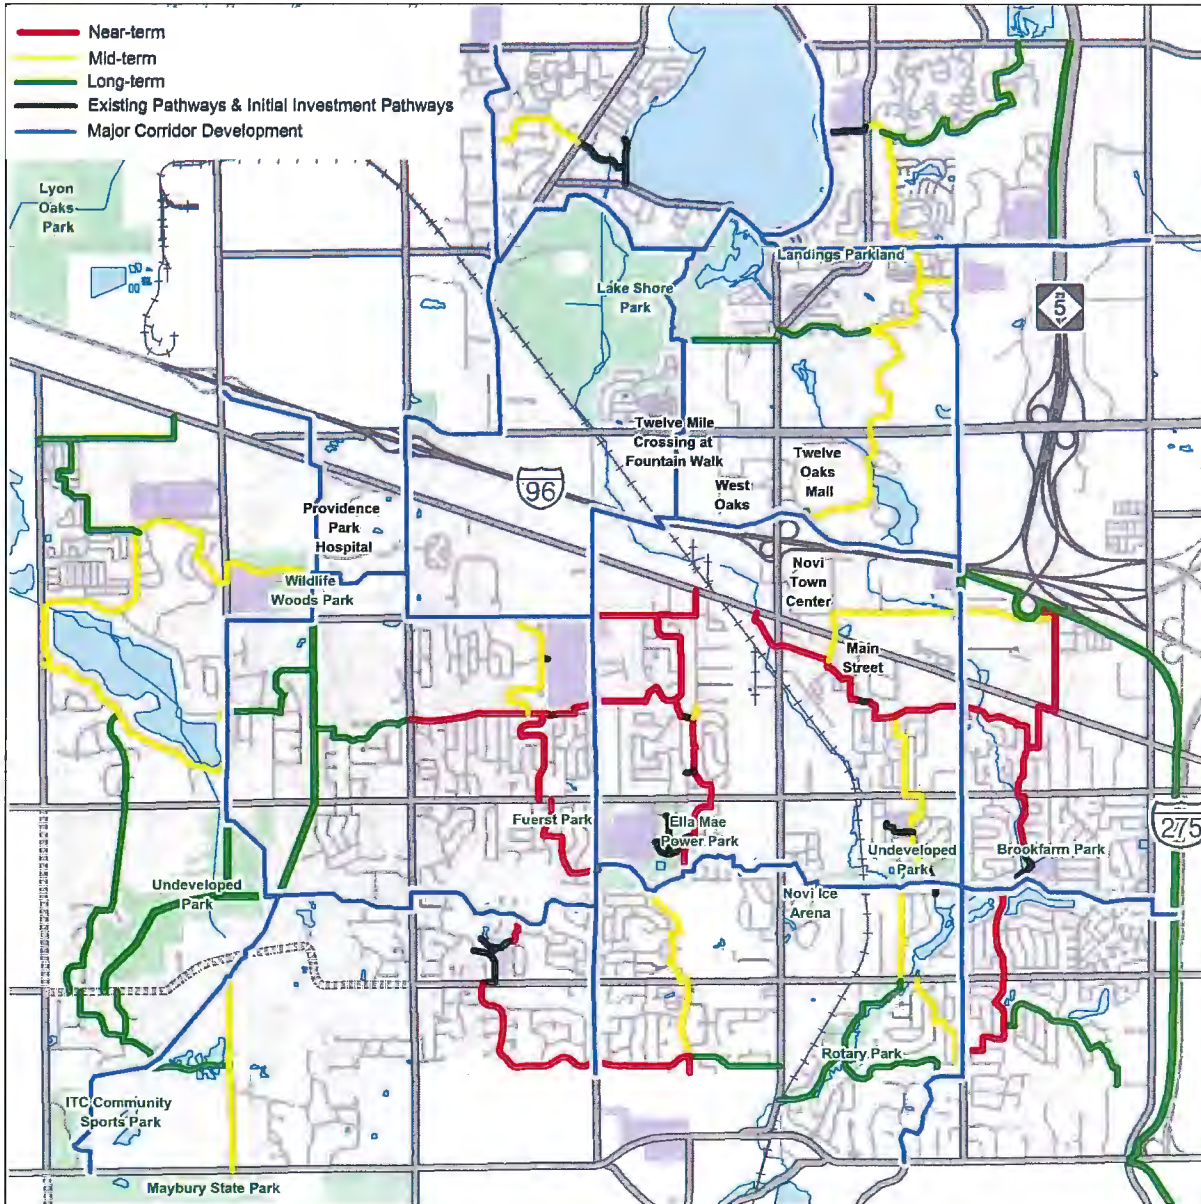 Near-term
Mid-term
Long-term
Existing Pathways & Initial Investment Pathways
Major Corridor Development
Lyon
Oaks
Park
Landings Parkland
Lake Shore
Park
5
Twelve Mile
Crossing at
Fountain Walk
Twelve
Oaks
Mall
West
Oaks
96
Providence
Park
Hospital
Novi
Town
Center
Wildlife
Woods Park
Main
Street
Fuerst Park
Ella Mae
Power Park
275
Undeveloped
Park
Brookfarm Park
Undeveloped
Park
Novi Ice
Arena
Rotary Park
ITC Community
Sports Park
Maybury State Park